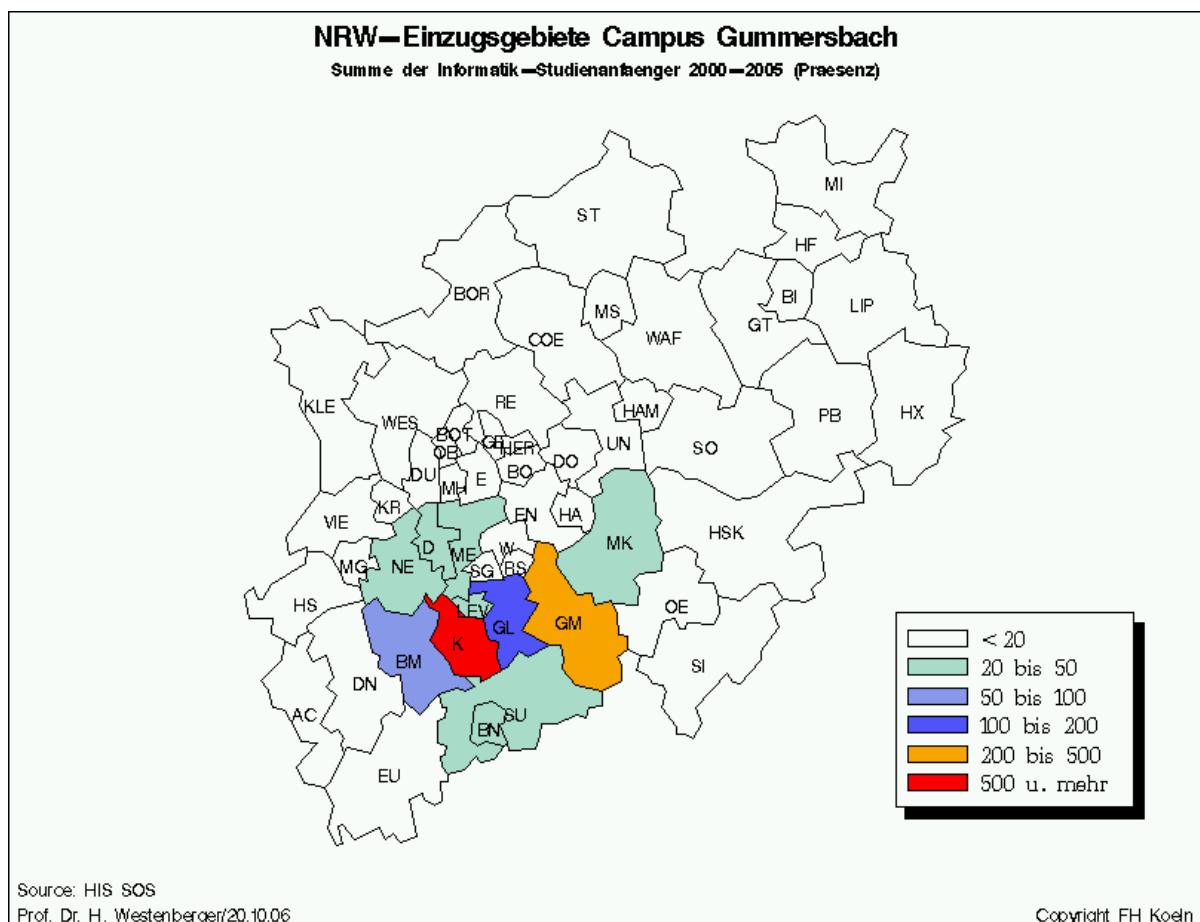 NRW—Einzugsgebiete Campus Gummersbach
Summe der Informatik—Studienanfaenger 2000—2005 (Praesenz)
MI
ST
HF
BOR
MS
BI
LIP
GT
COE
WAF
RE
KLE
HAM
PB
HX
WES
BOT
GE
HER
UN
SO
OB
DO
DU
MH
E
BO
KR
EN
HA
VIE
HSK
D
ME
W
MK
MG
NE
SG
RS
HS
LEV
OE
GL
GM
K
BM
SI
DN
AC
SU
BN
EU
< 20
20 bis 50
50 bis 100
100 bis 200
200 bis 500
500 u. mehr
Source: HIS SOS
Prof. Dr. H. Westenberger/20.10.06
Copyright FH Koeln